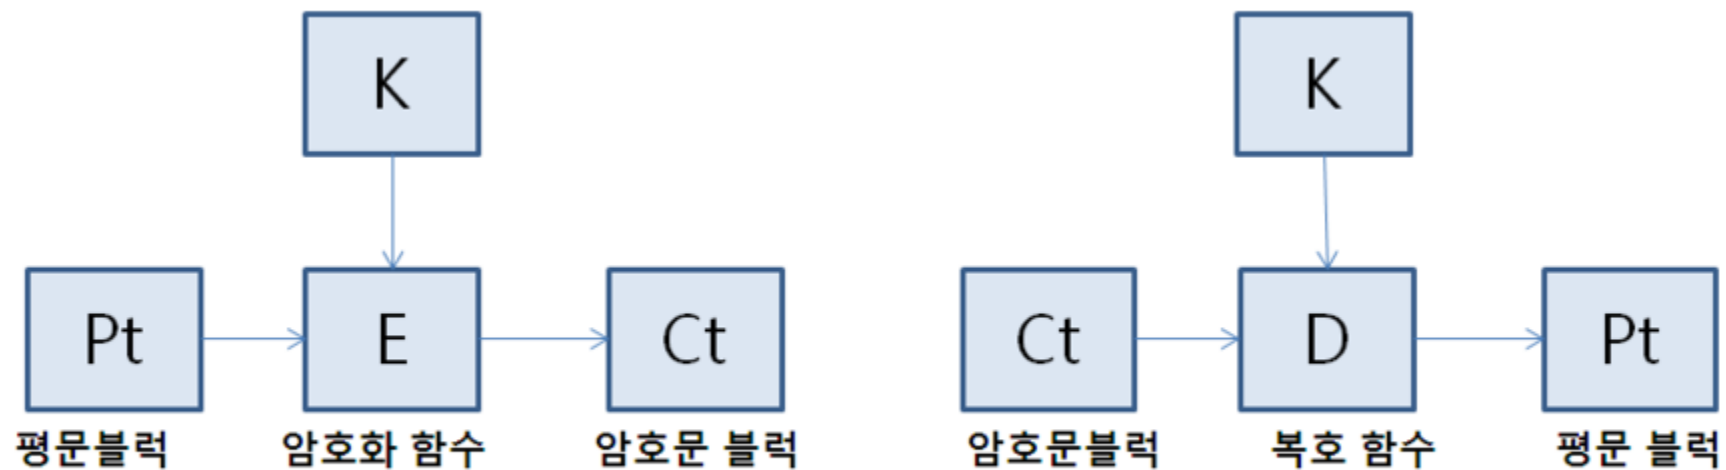 K
K
Pt
E
Ct
Ct
D
Pt
평문블럭
암호화 함수
암호문 블럭
암호문블럭
복호 함수
평문 블럭